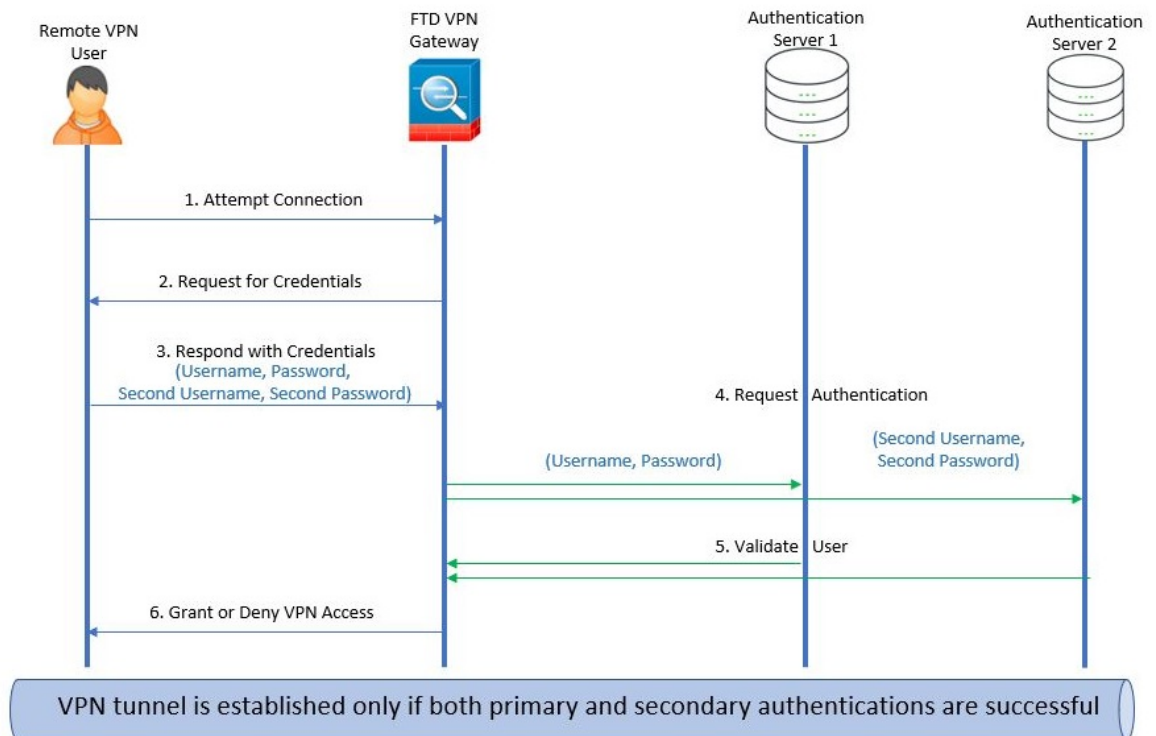 Remote VPN
User
FTD VPN
Gateway
Authentication
Server 1
Authentication
Server 2
1. Attempt Connection
2. Request for Credentials
3. Respond with Credentials
(Username, Password,
Second Username, Second Password)
4. Request Authentication
(Username, Password)
(Second Username,
Second Password)
5. Validate User
6. Grant or Deny VPN Access
VPN tunnel is established only if both primary and secondary authentications are successful